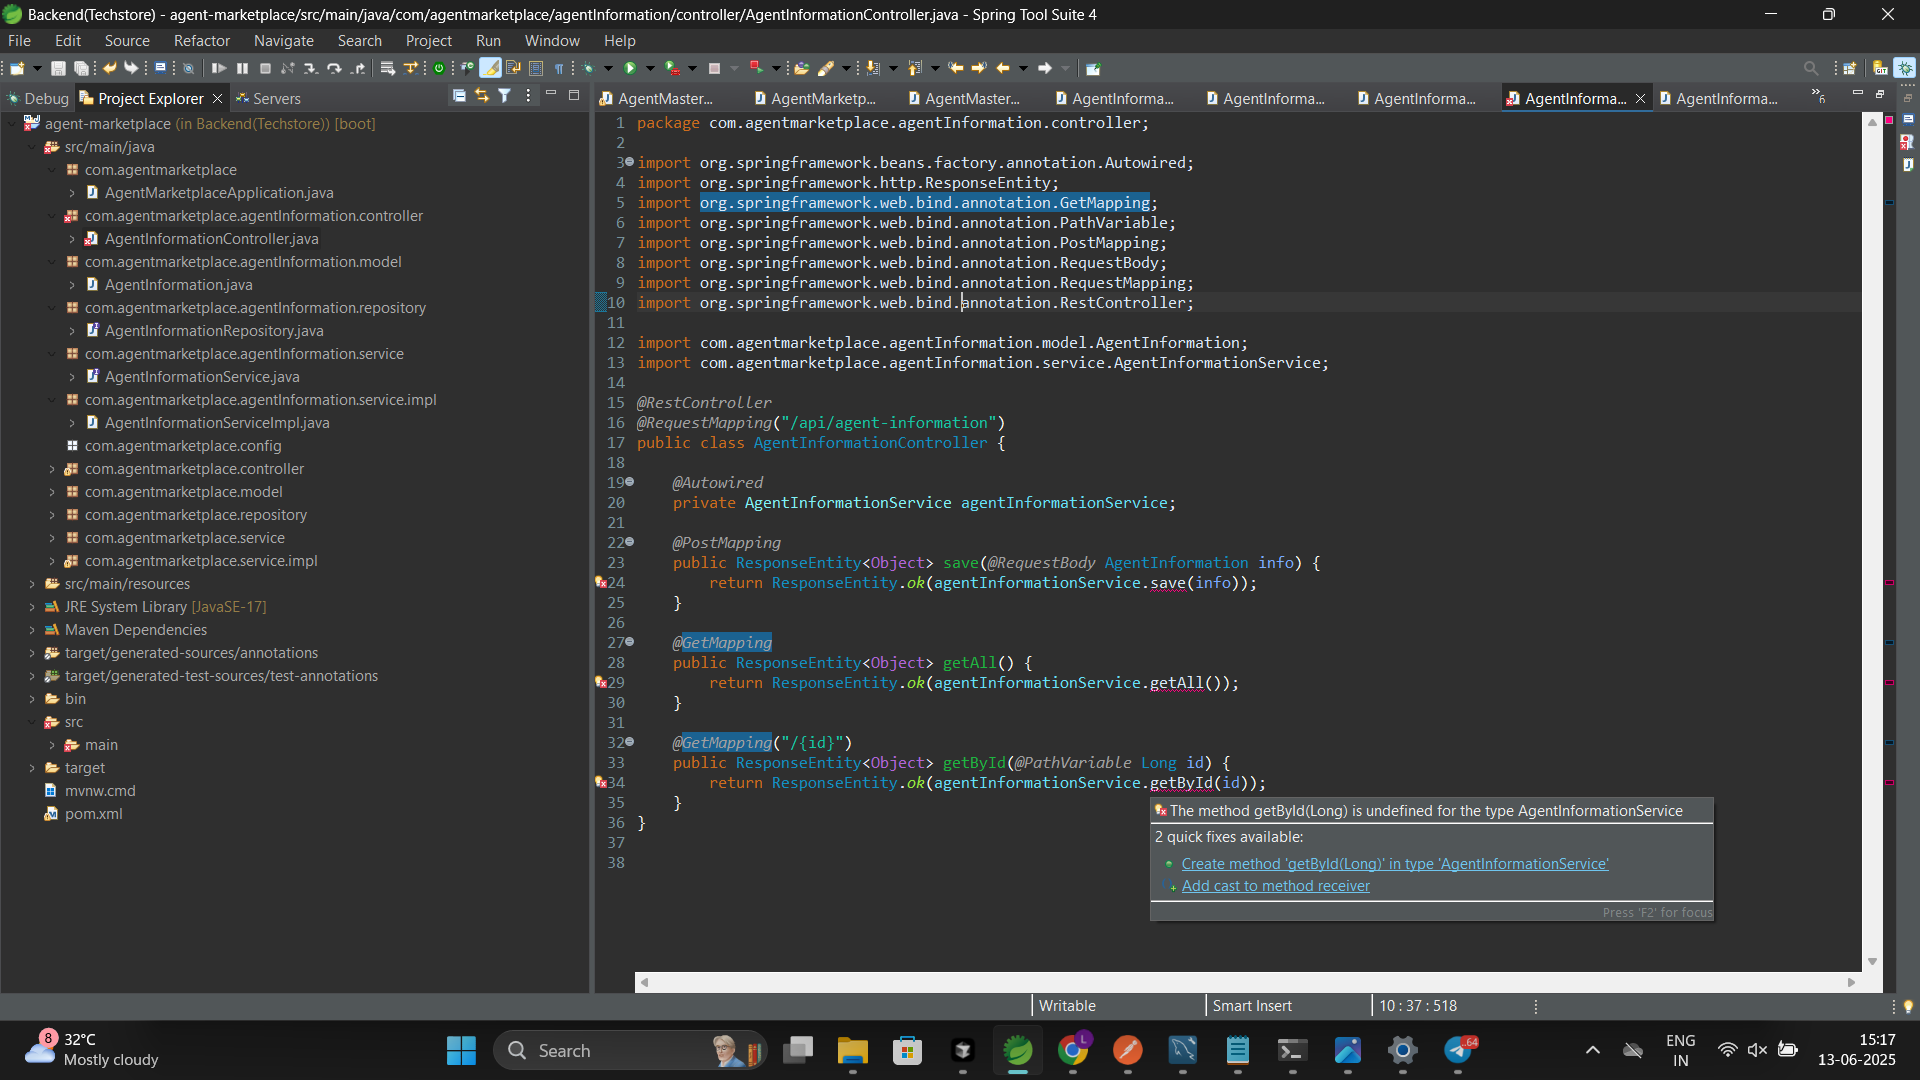 Backend(Techstore) - agent-marketplace/src/main/java/com/agentmarketplace/agentInformation/controller/AgentInformationController.java - Spring Tool Suite 4
File Edit Source Refactor Navigate Search Project Run Window Help
Debug Project Explorer Servers
AgentMaster... AgentMarketp... AgentMaster... AgentInforma... AgentInforma... AgentInforma... AgentInforma... AgentInforma... 6
agent-marketplace (in Backend(Techstore)) [boot]
src/main/java
com.agentmarketplace
AgentMarketplaceApplication.java
com.agentmarketplace.agentInformation.controller
AgentInformationController.java
com.agentmarketplace.agentInformation.model
AgentInformation.java
com.agentmarketplace.agentInformation.repository
AgentInformationRepository.java
com.agentmarketplace.agentInformation.service
AgentInformationService.java
com.agentmarketplace.agentInformation.service.impl
AgentInformationServiceImpl.java
com.agentmarketplace.config
com.agentmarketplace.controller
com.agentmarketplace.model
com.agentmarketplace.repository
com.agentmarketplace.service
com.agentmarketplace.service.impl
src/main/resources
JRE System Library [JavaSE-17]
Maven Dependencies
target/generated-sources/annotations
target/generated-test-sources/test-annotations
bin
src
main
target
mvnw.cmd
pom.xml
1 package com.agentmarketplace.agentInformation.controller;
2
3 import org.springframework.beans.factory.annotation.Autowired;
4 import org.springframework.http.ResponseEntity;
5 import org.springframework.web.bind.annotation.GetMapping;
6 import org.springframework.web.bind.annotation.PathVariable;
7 import org.springframework.web.bind.annotation.PostMapping;
8 import org.springframework.web.bind.annotation.RequestBody;
9 import org.springframework.web.bind.annotation.RequestMapping;
10 import org.springframework.web.bind.annotation.RestController;
11
12 import com.agentmarketplace.agentInformation.model.AgentInformation;
13 import com.agentmarketplace.agentInformation.service.AgentInformationService;
14
15 @RestController
16 @RequestMapping("/api/agent-information")
17 public class AgentInformationController {
18
19 @Autowired
20 private AgentInformationService agentInformationService;
21
22 @PostMapping
23 public ResponseEntity<Object> save(@RequestBody AgentInformation info) {
24 return ResponseEntity.ok(agentInformationService.save(info));
25 }
26
27 @GetMapping
28 public ResponseEntity<Object> getAll() {
29 return ResponseEntity.ok(agentInformationService.getAll());
30 }
31
32 @GetMapping("/{id}")
33 public ResponseEntity<Object> getById(@PathVariable Long id) {
34 return ResponseEntity.ok(agentInformationService.getById(id));
35 }
36 }
37
38
The method getById(Long) is undefined for the type AgentInformationService
2 quick fixes available:
Create method 'getById(Long)' in type 'AgentInformationService'
Add cast to method receiver
Press 'F2' for focus
Writable Smart Insert 10 : 37 : 518
8
32°C
Mostly cloudy
Search
L
64
ENG
IN
15:17
13-06-2025